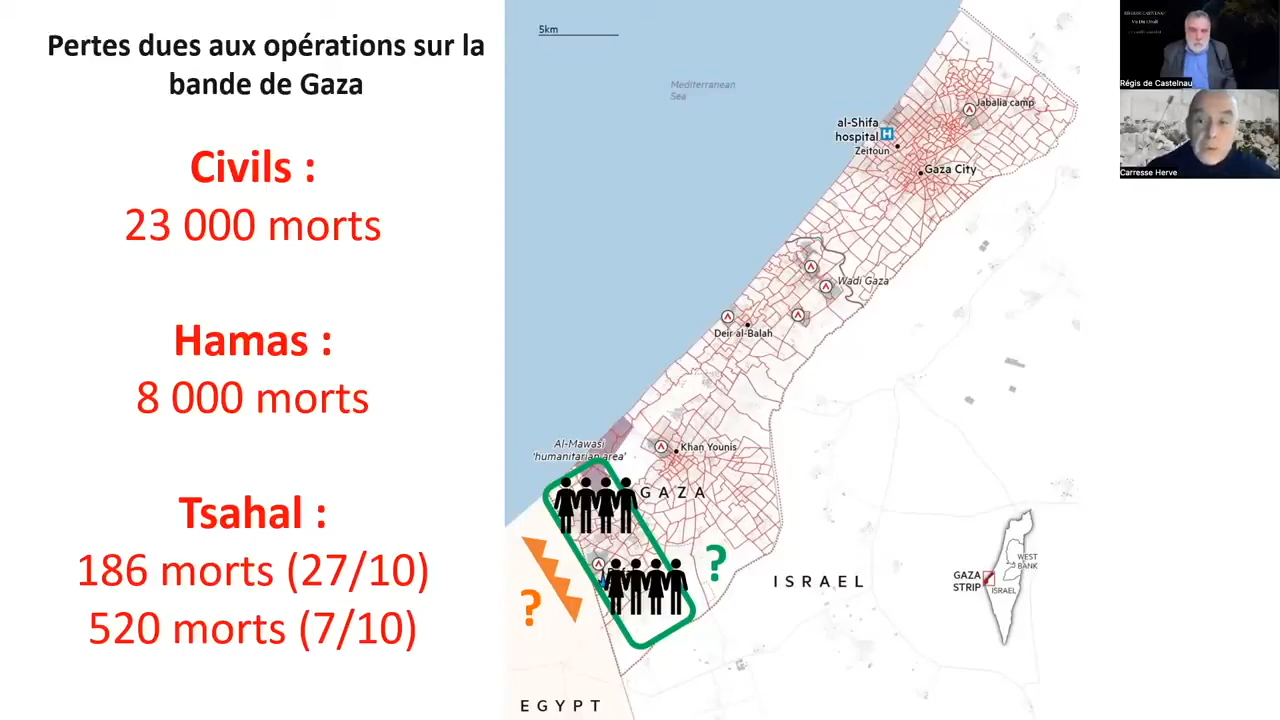 Pertes dues aux opérations sur la
bande de Gaza
Civils :
23 000 morts
Hamas :
8 000 morts
Tsahal :
186 morts (27/10)
520 morts (7/10)
5km
Mediterranean
Sea
Jabalia camp
al-Shifa
hospital H
Zeitoun
Gaza City
Wadi Gaza
Deir al-Balah
Khan Younis
Al-Mawasi
'humanitarian area'
GAZA
?
?
ISRAEL
EGYPT
GAZA
STRIP
WEST
BANK
ISRAEL
Vu Du Droit
Régis de Castelnau
Carresse Herve